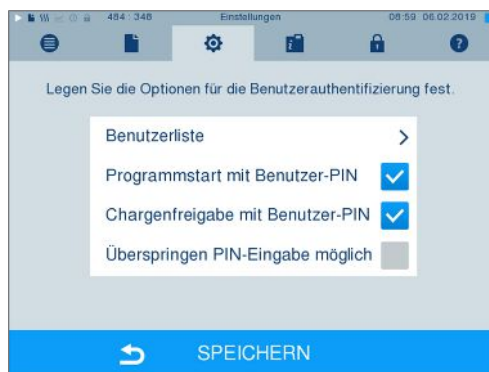 484 : 348 Einstellungen 08:59 06.02.2019
Legen Sie die Optionen für die Benutzerauthentifizierung fest.
Benutzerliste
Programmstart mit Benutzer-PIN
Chargenfreigabe mit Benutzer-PIN
Überspringen PIN-Eingabe möglich
SPEICHERN